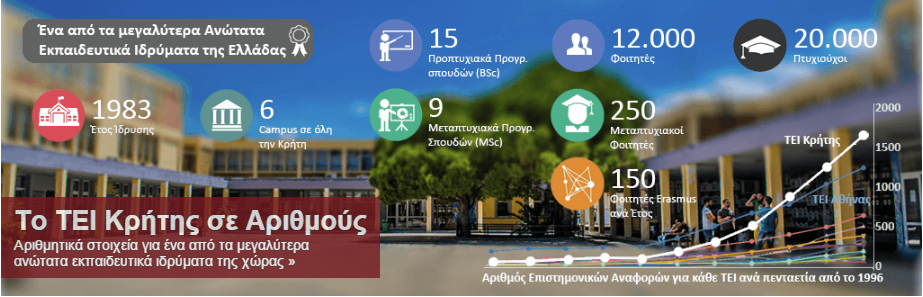 Ένα από τα μεγαλύτερα Ανώτατα
Εκπαιδευτικά Ιδρύματα της Ελλάδας
15
Προπτυχιακά Προγρ.
σπουδών (BSc)
12.000
Φοιτητές
20.000
Πτυχιούχοι
1983
Έτος Ίδρυσης
6
Campus σε όλη
την Κρήτη
9
Μεταπτυχιακά Προγρ.
Σπουδών (MSc)
250
Μεταπτυχιακοί
Φοιτητές
150
Φοιτητές Erasmus
ανά Έτος
Το ΤΕΙ Κρήτης σε Αριθμούς
Αριθμητικά στοιχεία για ένα από τα μεγαλύτερα
ανώτατα εκπαιδευτικά ιδρύματα της χώρας »
2000
ΤΕΙ Κρήτης
1500
1000
ΤΕΙ Αθήνας
500
0
Αριθμός Επιστημονικών Αναφορών για κάθε ΤΕΙ ανά πενταετία από το 1996